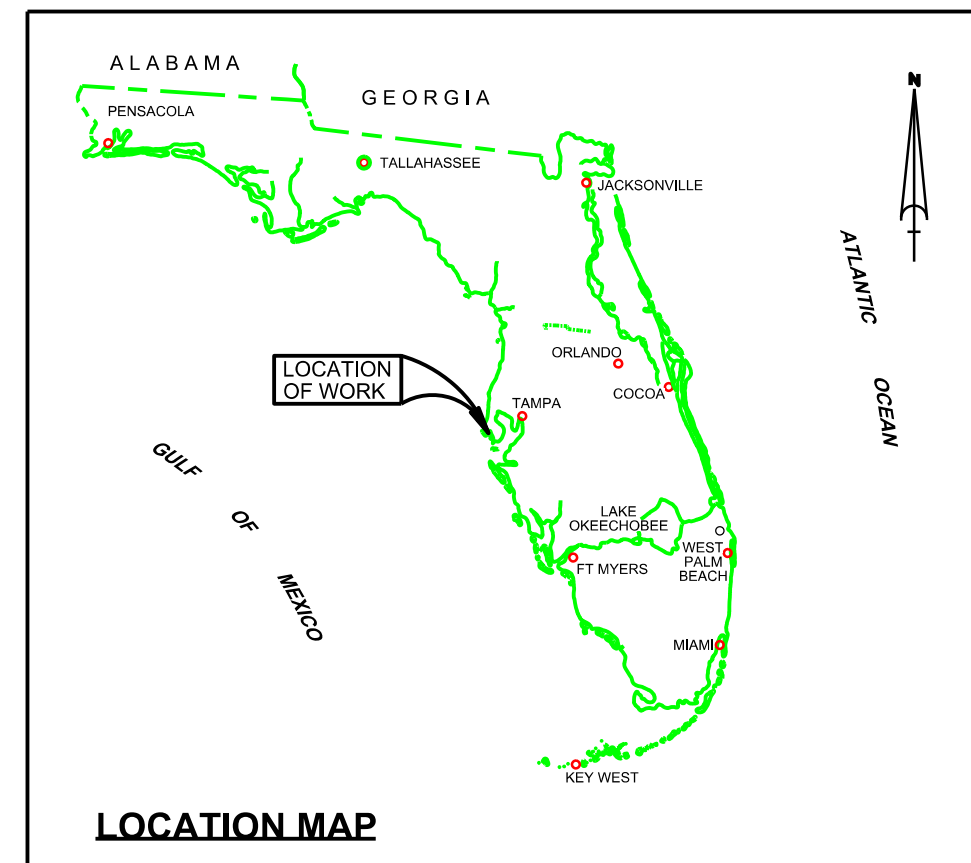 ALABAMA
GEORGIA
PENSACOLA
TALLAHASSEE
JACKSONVILLE
N
ATLANTIC
OCEAN
ORLANDO
COCOA
LOCATION
OF WORK
TAMPA
GULF
OF
MEXICO
LAKE
OKEECHOBEE
WEST
PALM
BEACH
FT MYERS
MIAMI
KEY WEST
LOCATION MAP